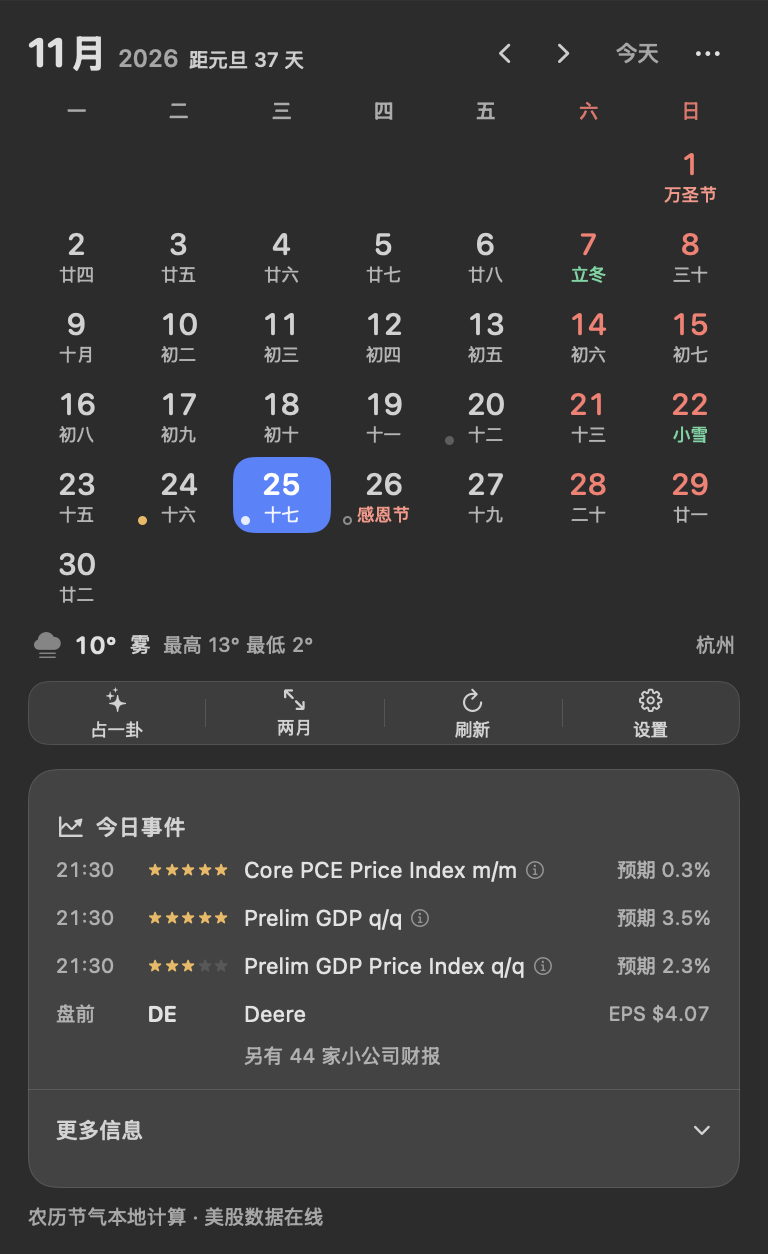 11月 2026 距元旦 37 天 今天
一 二 三 四 五 六 日
1
万圣节
2 3 4 5 6 7 8
廿四 廿五 廿六 廿七 廿八 立冬 三十
9 10 11 12 13 14 15
十月 初二 初三 初四 初五 初六 初七
16 17 18 19 20 21 22
初八 初九 初十 十一 十二 十三 小雪
23 24 25 26 27 28 29
十五 十六 十七 感恩节 十九 二十 廿一
30
廿二
10° 雾 最高 13° 最低 2° 杭州
占一卦 两月 刷新 设置
今日事件
21:30 ★★★★★ Core PCE Price Index m/m 预期 0.3%
21:30 ★★★★★ Prelim GDP q/q 预期 3.5%
21:30 ★★★★★ Prelim GDP Price Index q/q 预期 2.3%
盘前 DE Deere EPS $4.07
另有 44 家小公司财报
更多信息
农历节气本地计算 · 美股数据在线